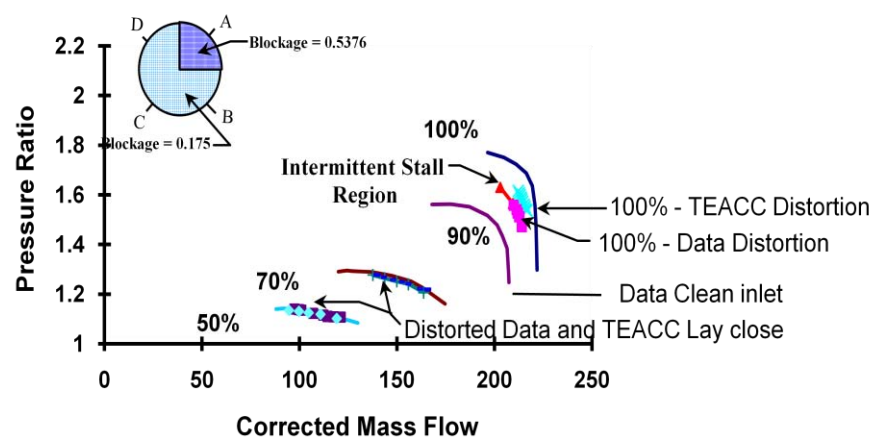 D
A
Blockage = 0.5376
C
B
Blockage = 0.175
2.2
2
1.8
1.6
1.4
1.2
1
Pressure Ratio
100%
Intermittent Stall
Region
90%
70%
50%
100% - TEACC Distortion
100% - Data Distortion
Data Clean inlet
Distorted Data and TEACC Lay close
0 50 100 150 200 250
Corrected Mass Flow